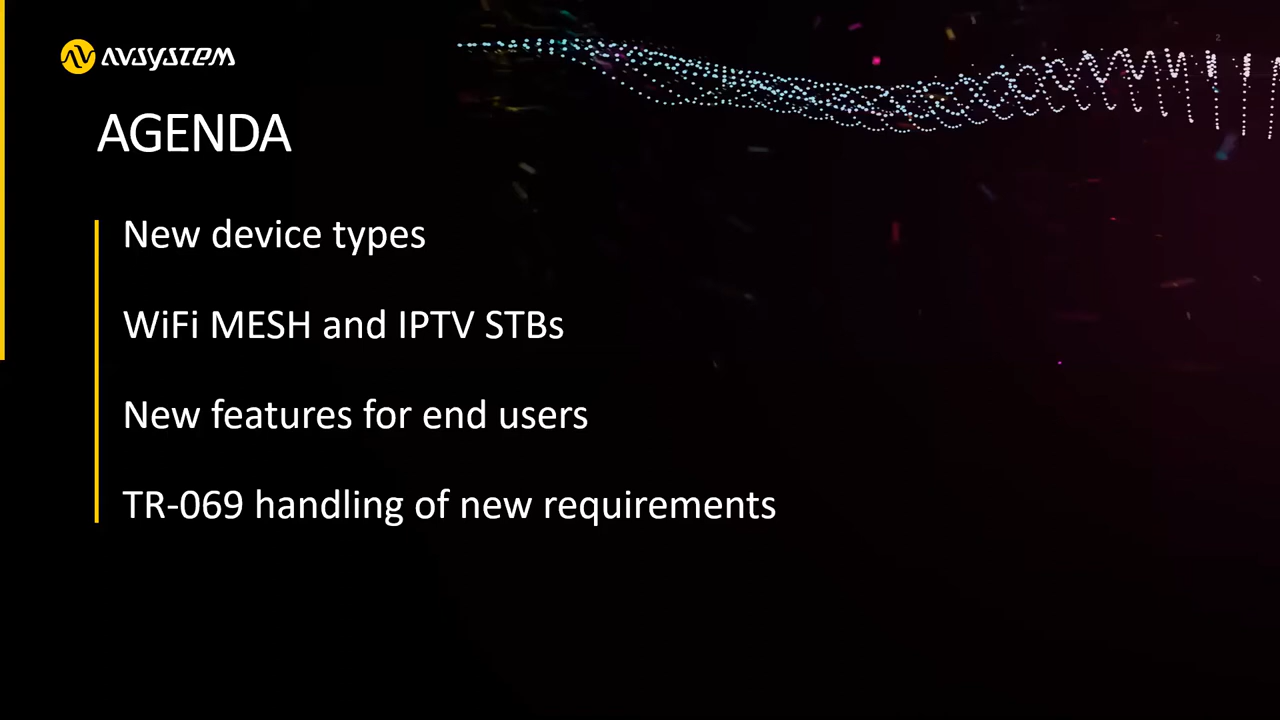 2
AVSYSTEM
AGENDA
New device types
WiFi MESH and IPTV STBs
New features for end users
TR-069 handling of new requirements